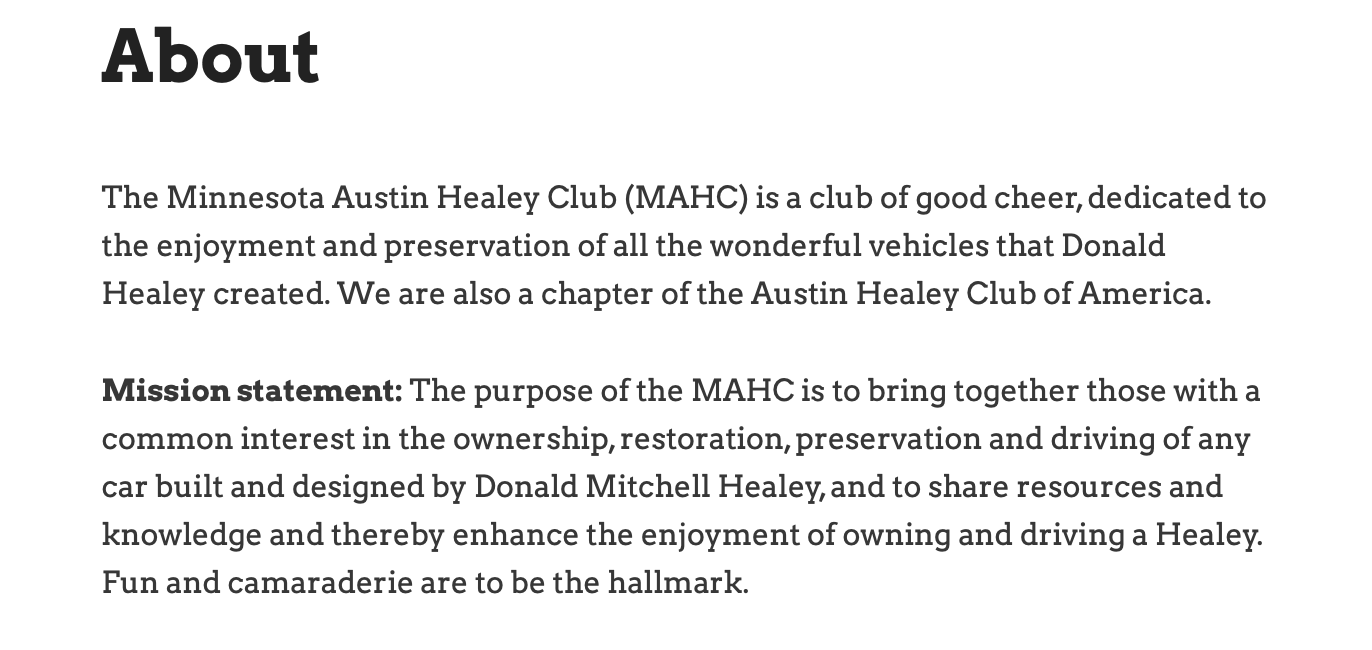 About
The Minnesota Austin Healey Club (MAHC) is a club of good cheer, dedicated to
the enjoyment and preservation of all the wonderful vehicles that Donald
Healey created. We are also a chapter of the Austin Healey Club of America.
Mission statement: The purpose of the MAHC is to bring together those with a
common interest in the ownership, restoration, preservation and driving of any
car built and designed by Donald Mitchell Healey, and to share resources and
knowledge and thereby enhance the enjoyment of owning and driving a Healey.
Fun and camaraderie are to be the hallmark.